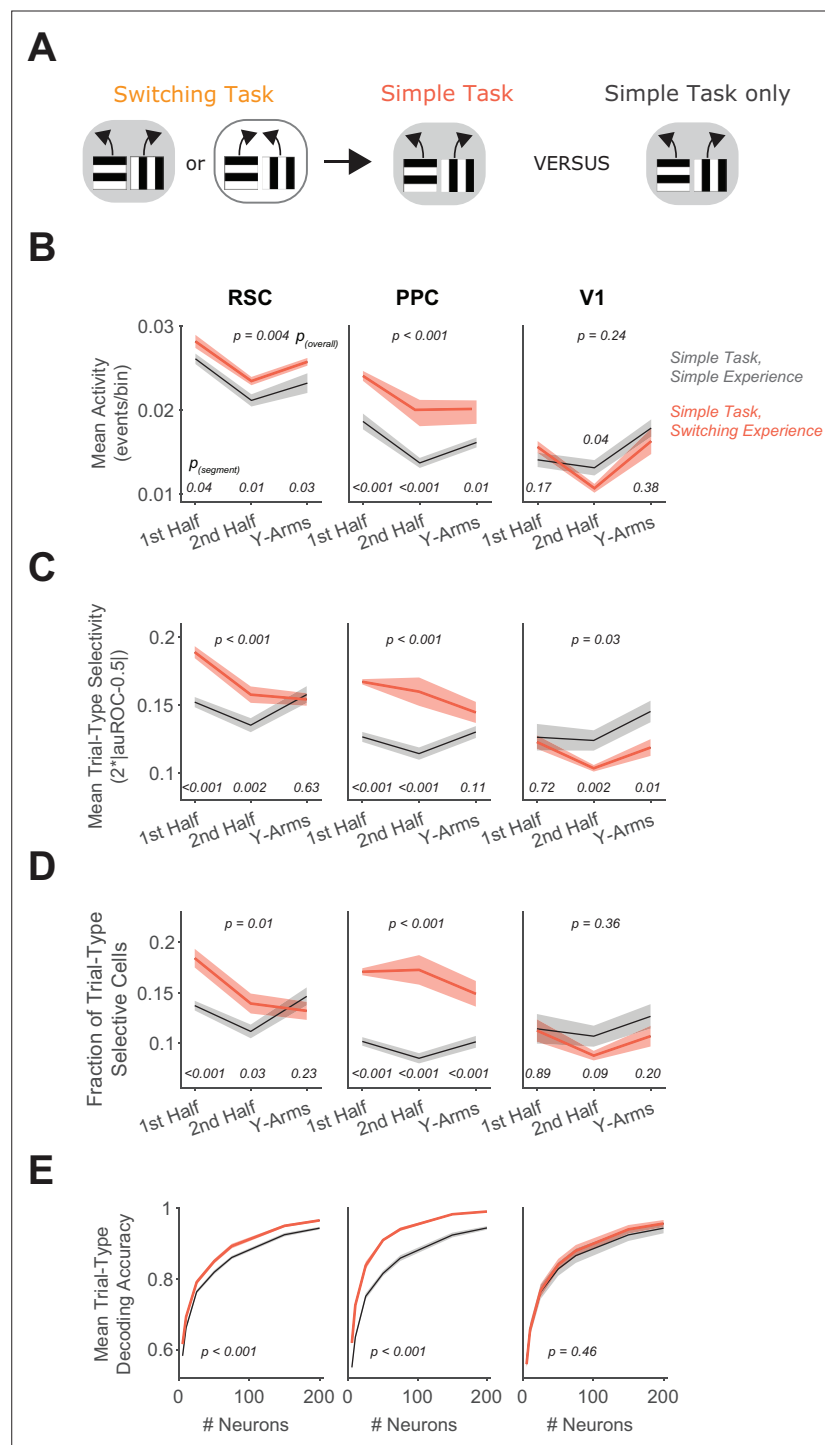 A
Switching Task
Simple Task
Simple Task only
or
VERSUS
B
RSC
PPC
V1
Mean Activity
(events/bin)
0.03
0.02
0.01
p = 0.004
p(overall)
p < 0.001
p = 0.24
Simple Task,
Simple Experience
Simple Task,
Switching Experience
p(segment)
0.04 0.01 0.03
<0.001 <0.001 0.01
0.17 0.04 0.38
1st Half 2nd Half Y-Arms
1st Half 2nd Half Y-Arms
1st Half 2nd Half Y-Arms
C
Mean Trial-Type Selectivity
(2*|auROC-0.5|)
0.2
0.15
0.1
p < 0.001
p < 0.001
p = 0.03
<0.001 0.002 0.63
<0.001 <0.001 0.11
0.72 0.002 0.01
1st Half 2nd Half Y-Arms
1st Half 2nd Half Y-Arms
1st Half 2nd Half Y-Arms
D
Fraction of Trial-Type
Selective Cells
0.2
0.15
0.1
p = 0.01
p < 0.001
p = 0.36
<0.001 0.03 0.23
<0.001 <0.001 <0.001
0.89 0.09 0.20
1st Half 2nd Half Y-Arms
1st Half 2nd Half Y-Arms
1st Half 2nd Half Y-Arms
E
Mean Trial-Type
Decoding Accuracy
1
0.8
0.6
p < 0.001
p < 0.001
p = 0.46
0 100 200
0 100 200
0 100 200
# Neurons
# Neurons
# Neurons